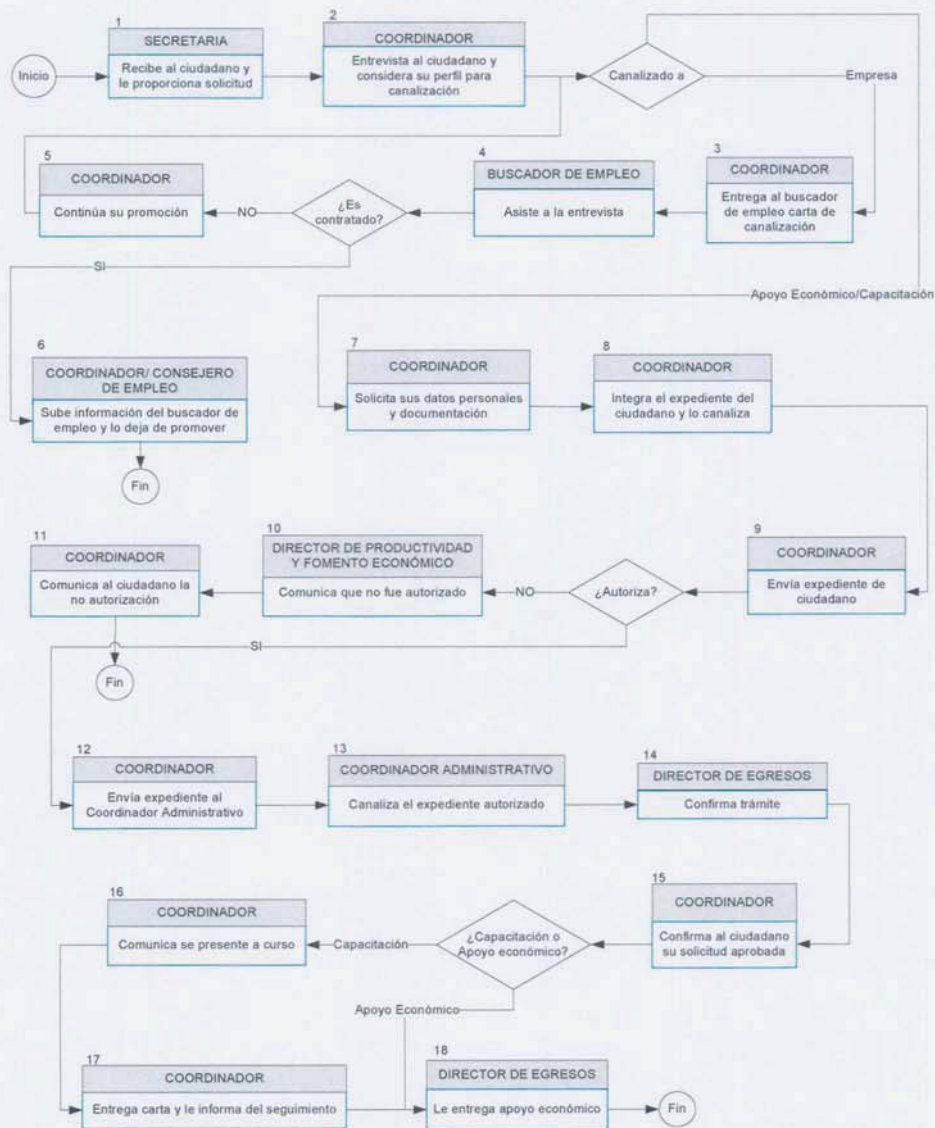 1
SECRETARIA
Inicio
Recibe al ciudadano y
le proporciona solicitud
2
COORDINADOR
Entrevista al ciudadano y
considera su perfil para
canalización
Canalizado a
Empresa
5
COORDINADOR
Continúa su promoción
NO
¿Es
contratado?
4
BUSCADOR DE EMPLEO
Asiste a la entrevista
3
COORDINADOR
Entrega al buscador
de empleo carta de
canalización
SI
Apoyo Económico/Capacitación
6
COORDINADOR/ CONSEJERO
DE EMPLEO
Sube información del buscador de
empleo y lo deja de promover
Fin
7
COORDINADOR
Solicita sus datos personales
y documentación
8
COORDINADOR
Integra el expediente del
ciudadano y lo canaliza
11
COORDINADOR
Comunica al ciudadano la
no autorización
Fin
10
DIRECTOR DE PRODUCTIVIDAD
Y FOMENTO ECONÓMICO
Comunica que no fue autorizado
NO
¿Autoriza?
9
COORDINADOR
Envía expediente de
ciudadano
SI
12
COORDINADOR
Envía expediente al
Coordinador Administrativo
13
COORDINADOR ADMINISTRATIVO
Canaliza el expediente autorizado
14
DIRECTOR DE EGRESOS
Confirma trámite
16
COORDINADOR
Comunica se presente a curso
Capacitación
¿Capacitación o
Apoyo económico?
15
COORDINADOR
Confirma al ciudadano
su solicitud aprobada
Apoyo Económico
17
COORDINADOR
Entrega carta y le informa del seguimiento
18
DIRECTOR DE EGRESOS
Le entrega apoyo económico
Fin